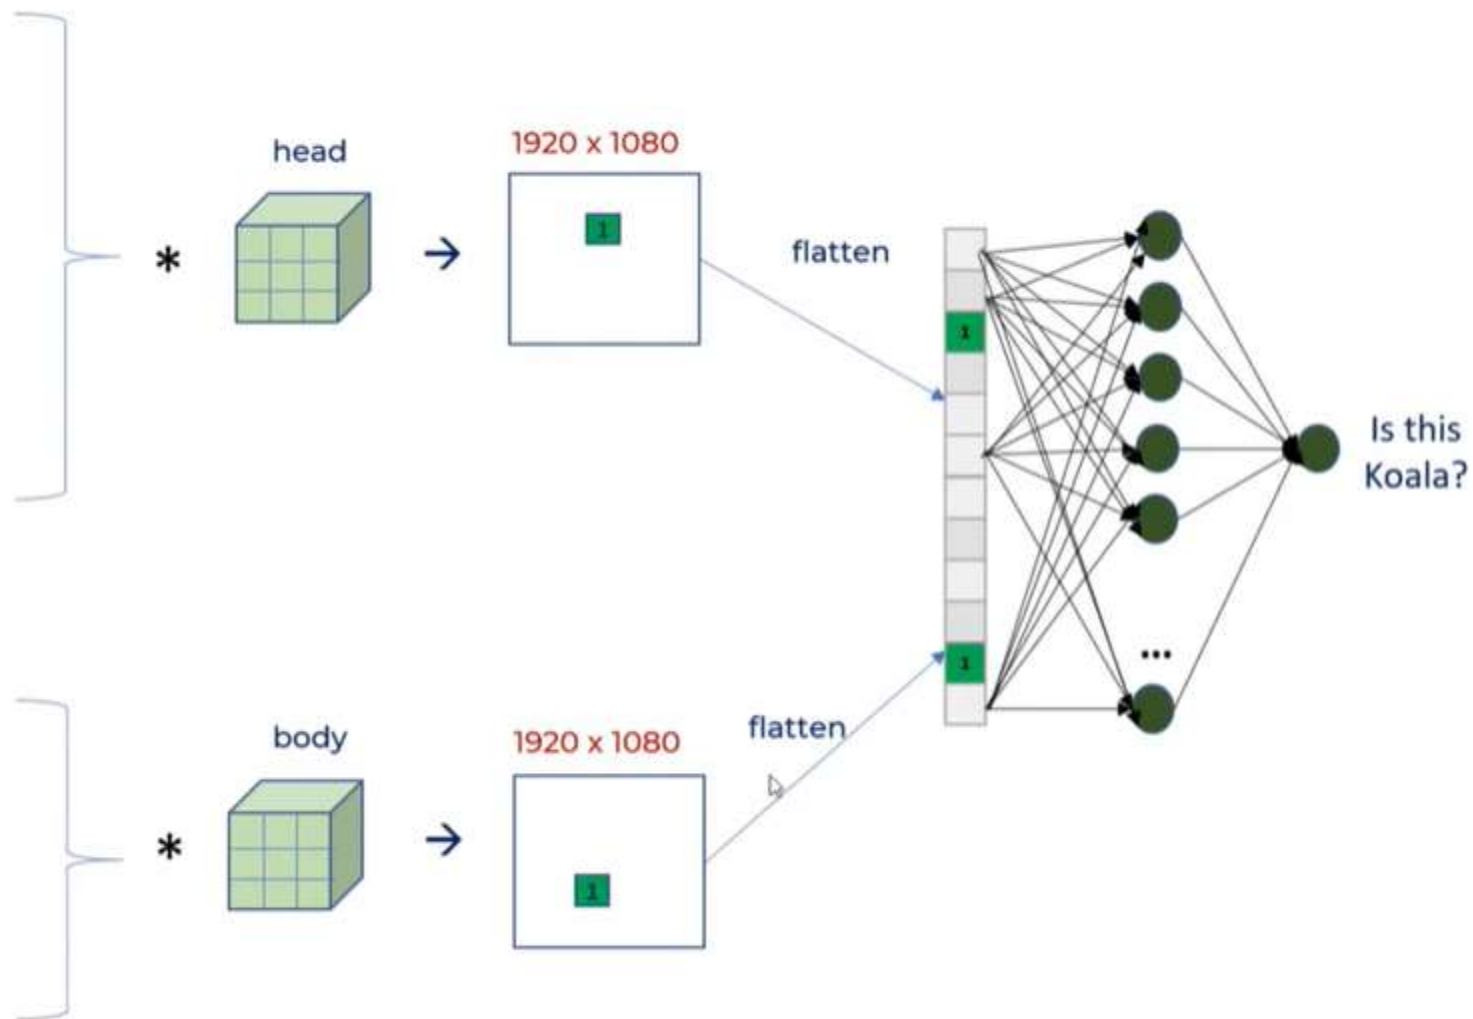 head
*
→
1920 x 1080
1
flatten
1
Is this
Koala?
...
1
body
*
→
1920 x 1080
1
flatten